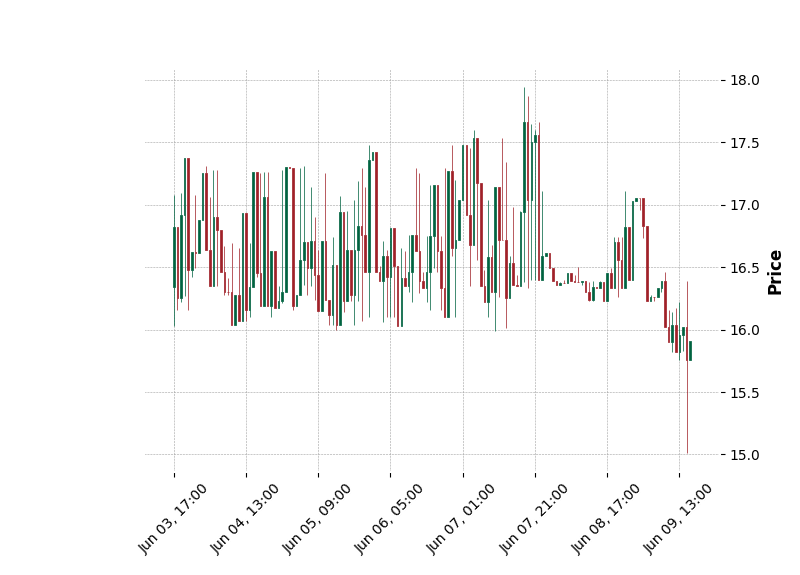 18.0
17.5
17.0
16.5
16.0
15.5
15.0
Price
Jun 03, 17:00
Jun 04, 13:00
Jun 05, 09:00
Jun 06, 05:00
Jun 07, 01:00
Jun 07, 21:00
Jun 08, 17:00
Jun 09, 13:00